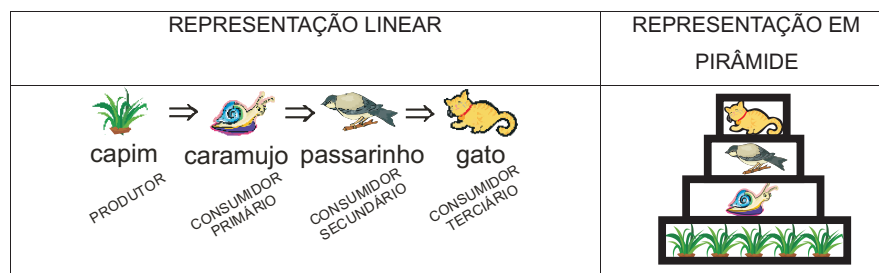 REPRESENTAÇÃO LINEAR
REPRESENTAÇÃO EM
PIRÂMIDE
capim
caramujo
passarinho
gato
PRODUTOR
CONSUMIDOR
PRIMÁRIO
CONSUMIDOR
SECUNDÁRIO
CONSUMIDOR
TERCIÁRIO